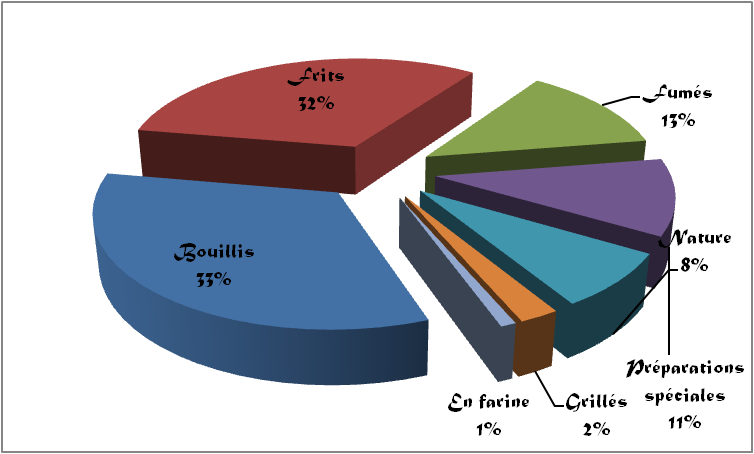 Frits
32%
Fumés
13%
Bouillis
33%
Nature
8%
Préparations
spéciales
11%
En farine
1%
Grillés
2%